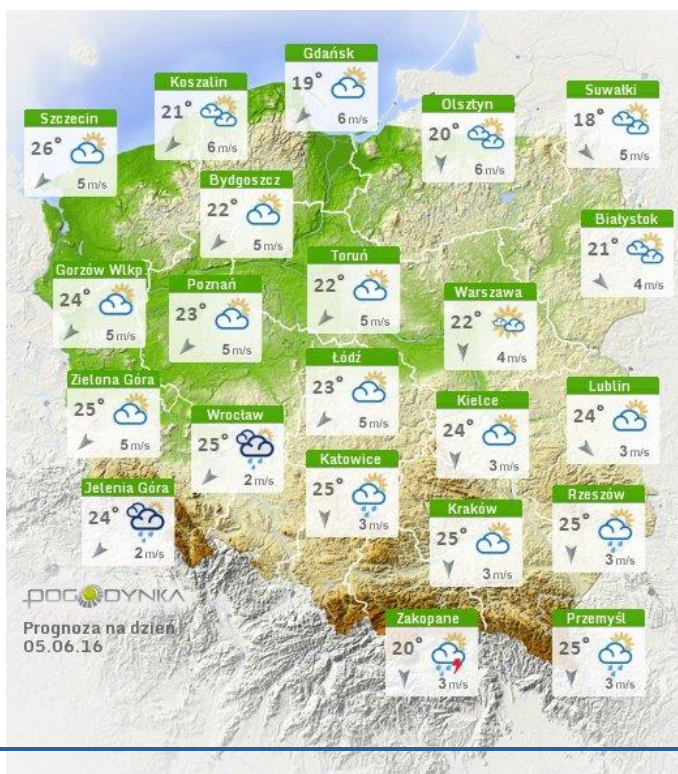 Gdańsk
19°
6 m/s
Koszalin
21°
6 m/s
Suwałki
18°
5 m/s
Olsztyn
20°
6 m/s
Szczecin
26°
5 m/s
Bydgoszcz
22°
5 m/s
Białystok
21°
4 m/s
Toruń
22°
5 m/s
Gorzów Wlkp.
24°
5 m/s
Poznań
23°
5 m/s
Warszawa
22°
4 m/s
Łódź
23°
5 m/s
Zielona Góra
25°
5 m/s
Lublin
24°
3 m/s
Kielce
24°
3 m/s
Wrocław
25°
2 m/s
Katowice
25°
3 m/s
Jelenia Góra
24°
2 m/s
Rzeszów
25°
3 m/s
Kraków
25°
3 m/s
POGODYNKA
Prognoza na dzień
05.06.16
Zakopane
20°
3 m/s
Przemyśl
25°
3 m/s